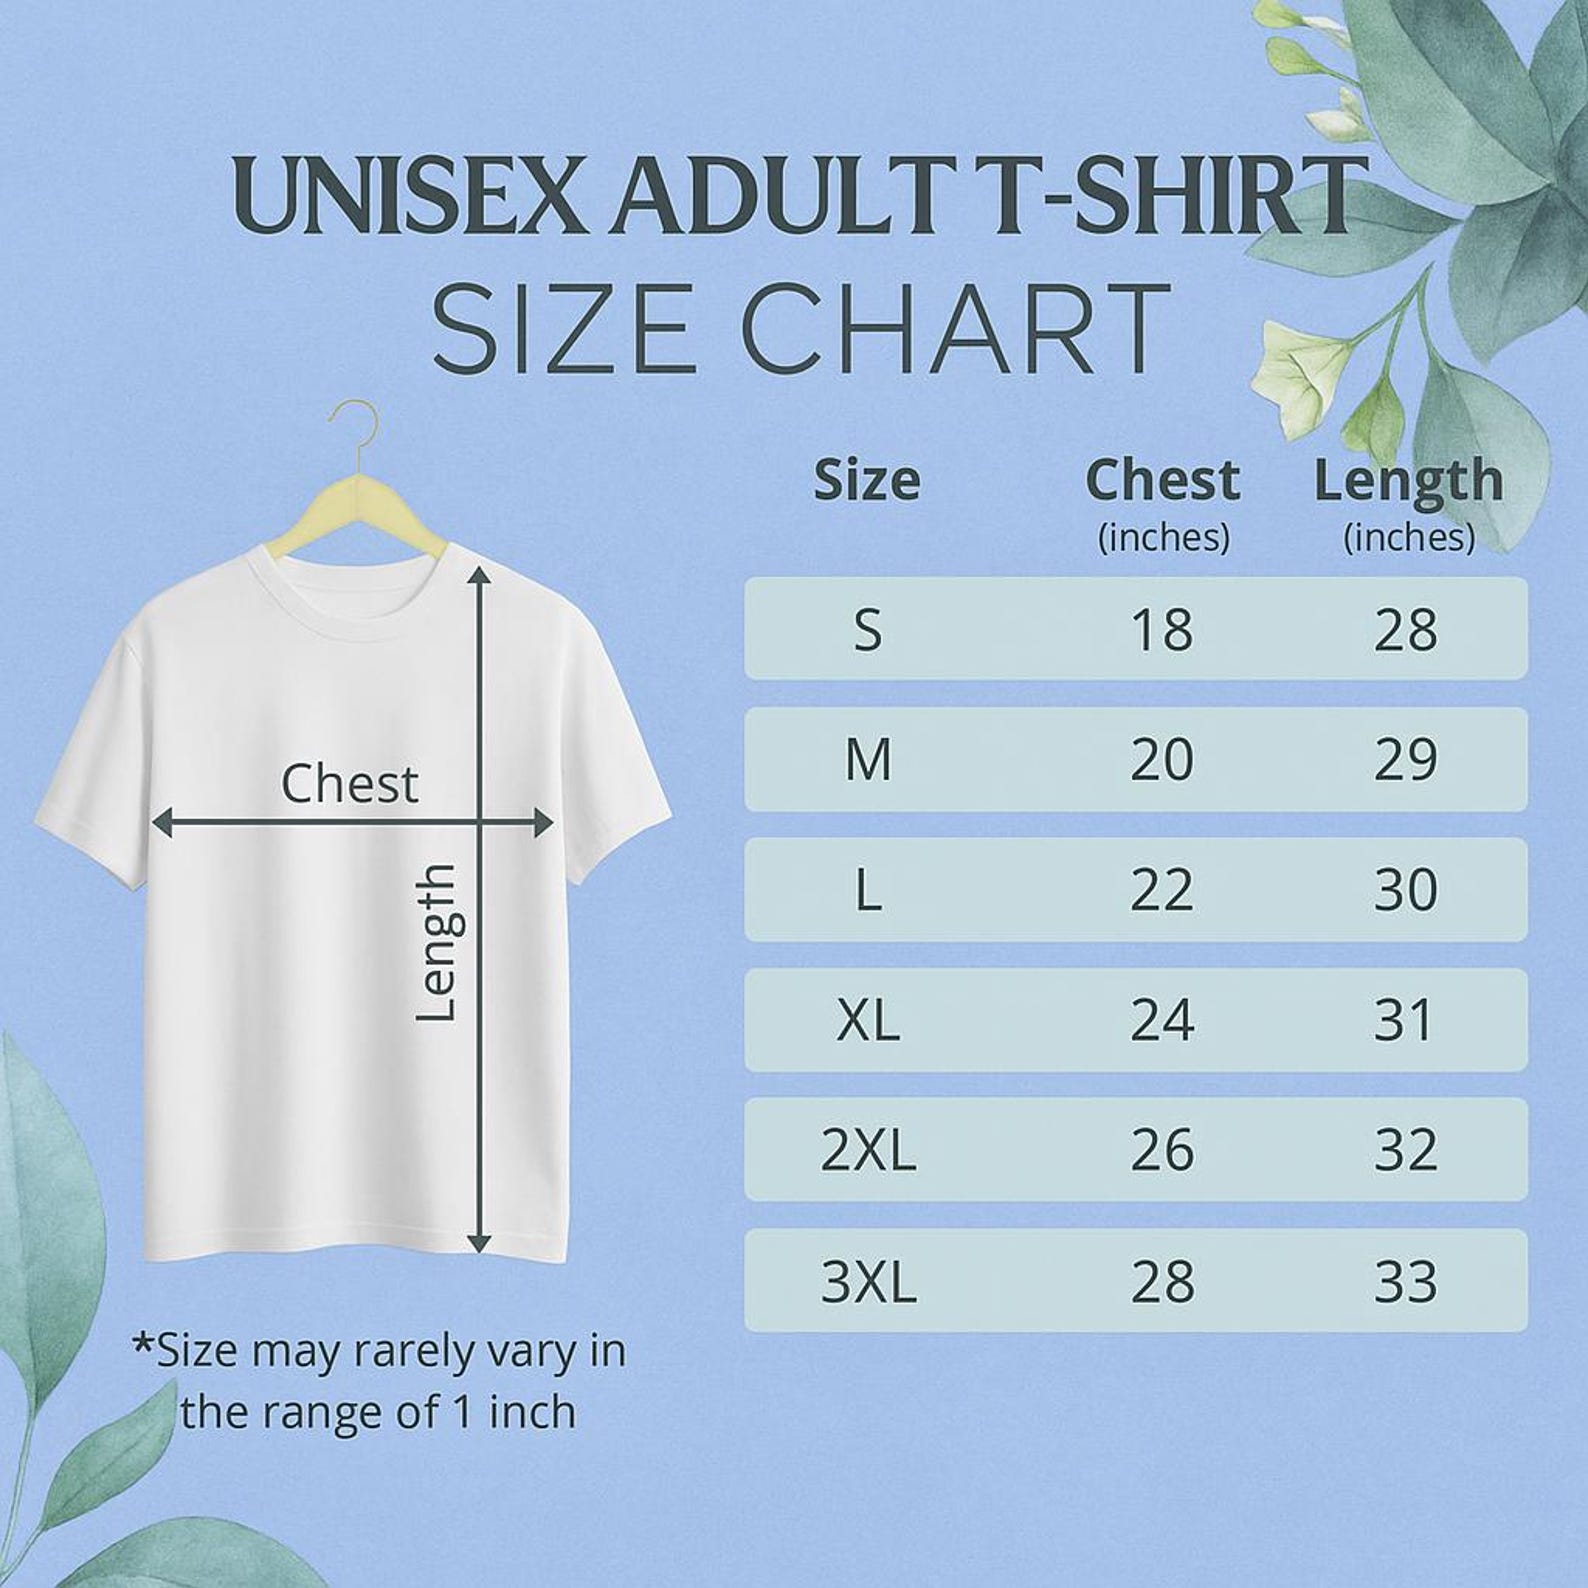 UNISEX ADULT T-SHIRT
SIZE CHART
Size Chest Length
(inches) (inches)
S 18 28
M 20 29
L 22 30
XL 24 31
2XL 26 32
3XL 28 33
Chest
Length
*Size may rarely vary in
the range of 1 inch